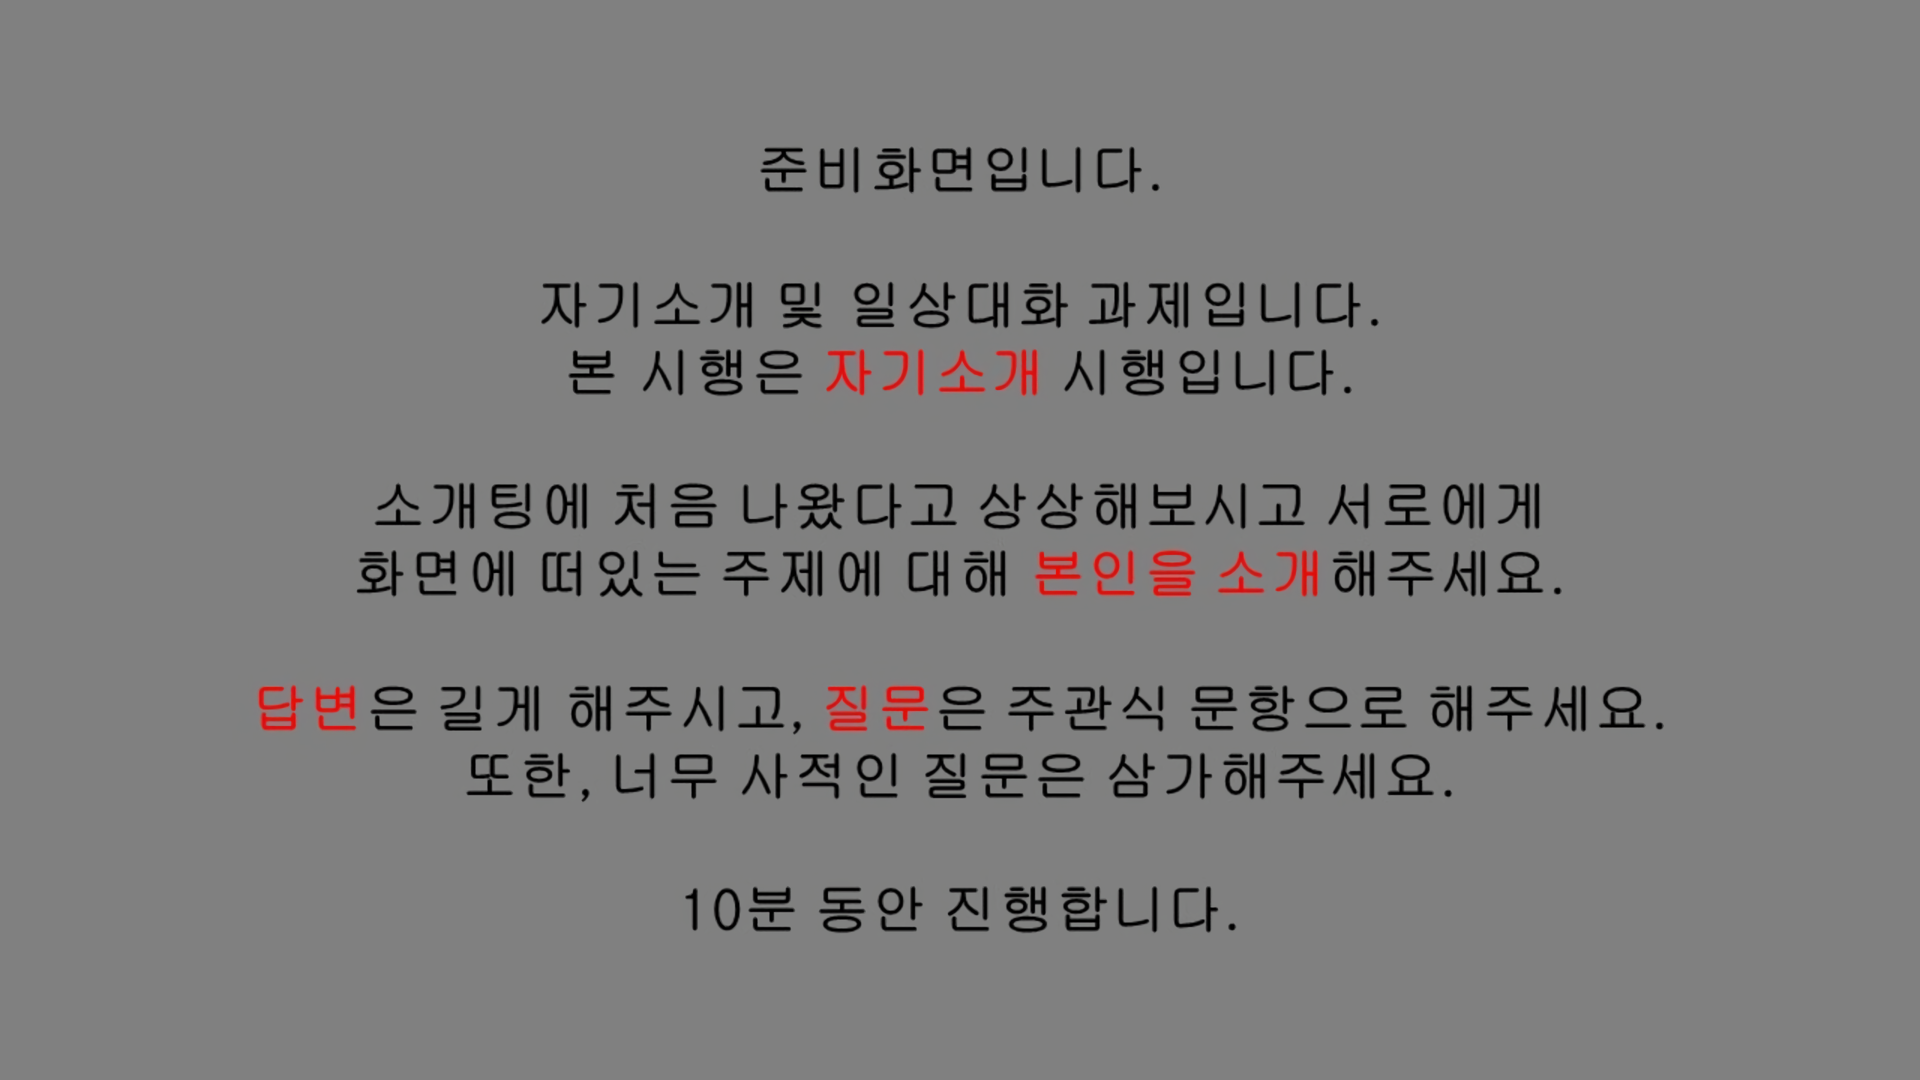 준비화면입니다.
자기소개 및 일상대화 과제입니다.
본 시행은 자기소개 시행입니다.
소개팅에 처음 나왔다고 상상해보시고 서로에게
화면에 떠있는 주제에 대해 본인을 소개해주세요.
답변은 길게 해주시고, 질문은 주관식 문항으로 해주세요.
또한, 너무 사적인 질문은 삼가해주세요.
10분 동안 진행합니다.